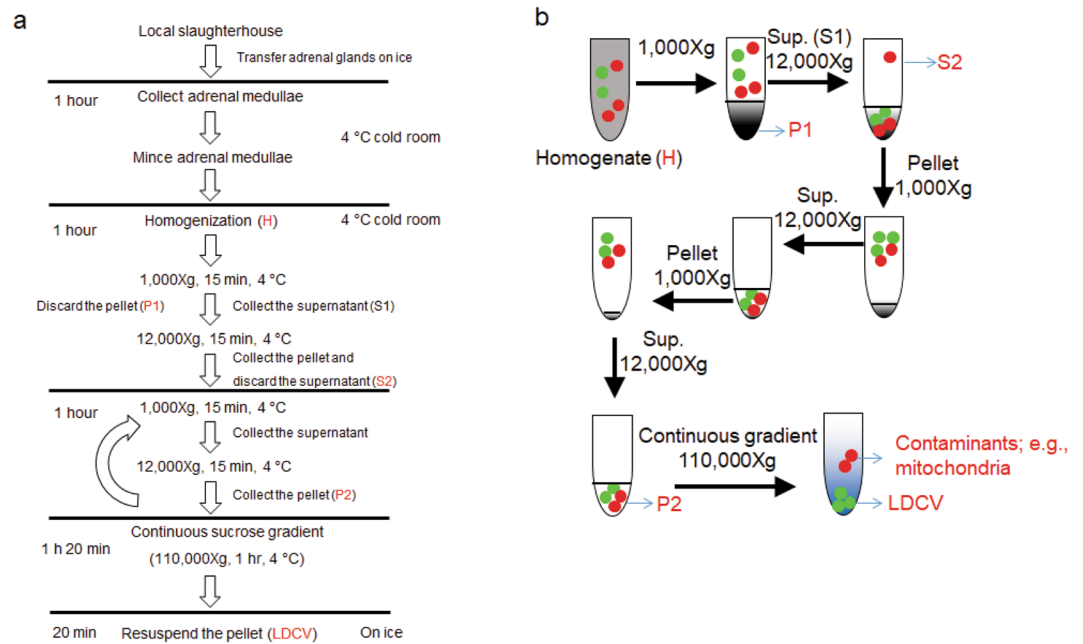 a
Local slaughterhouse
Transfer adrenal glands on ice
1 hour
Collect adrenal medullae
4 °C cold room
Mince adrenal medullae
1 hour
Homogenization (H)
4 °C cold room
1,000Xg, 15 min, 4 °C
Discard the pellet (P1)
Collect the supernatant (S1)
12,000Xg, 15 min, 4 °C
Collect the pellet and
discard the supernatant (S2)
1 hour
1,000Xg, 15 min, 4 °C
Collect the supernatant
12,000Xg, 15 min, 4 °C
Collect the pellet (P2)
Continuous sucrose gradient
1 h 20 min
(110,000Xg, 1 hr, 4 °C)
20 min
Resuspend the pellet (LDCV)
On ice
b
1,000Xg
Sup. (S1)
12,000Xg
S2
P1
Homogenate (H)
Pellet
1,000Xg
Sup.
12,000Xg
Pellet
1,000Xg
Sup.
12,000Xg
P2
Continuous gradient
110,000Xg
Contaminants; e.g.,
mitochondria
LDCV